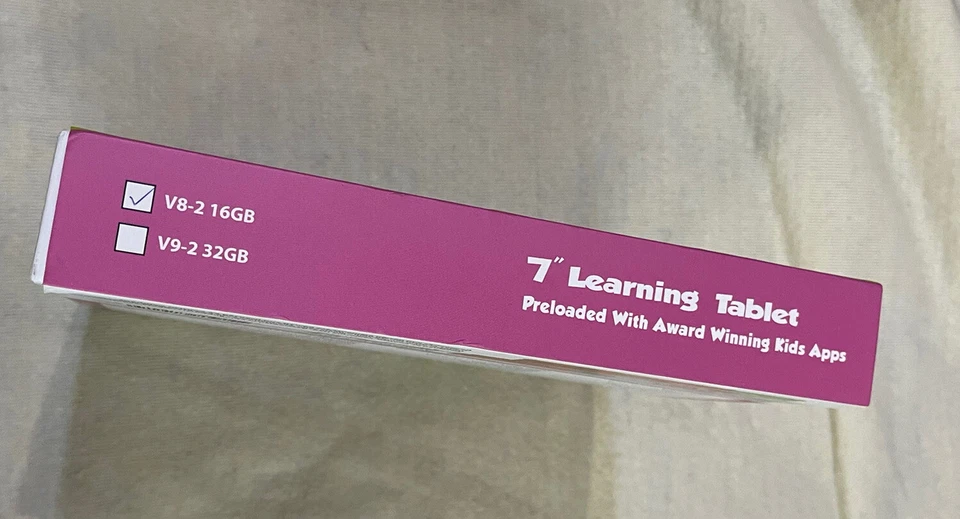 V8-2 16GB
V9-2 32GB
7" Learning Tablet
Preloaded With Award Winning Kids Apps